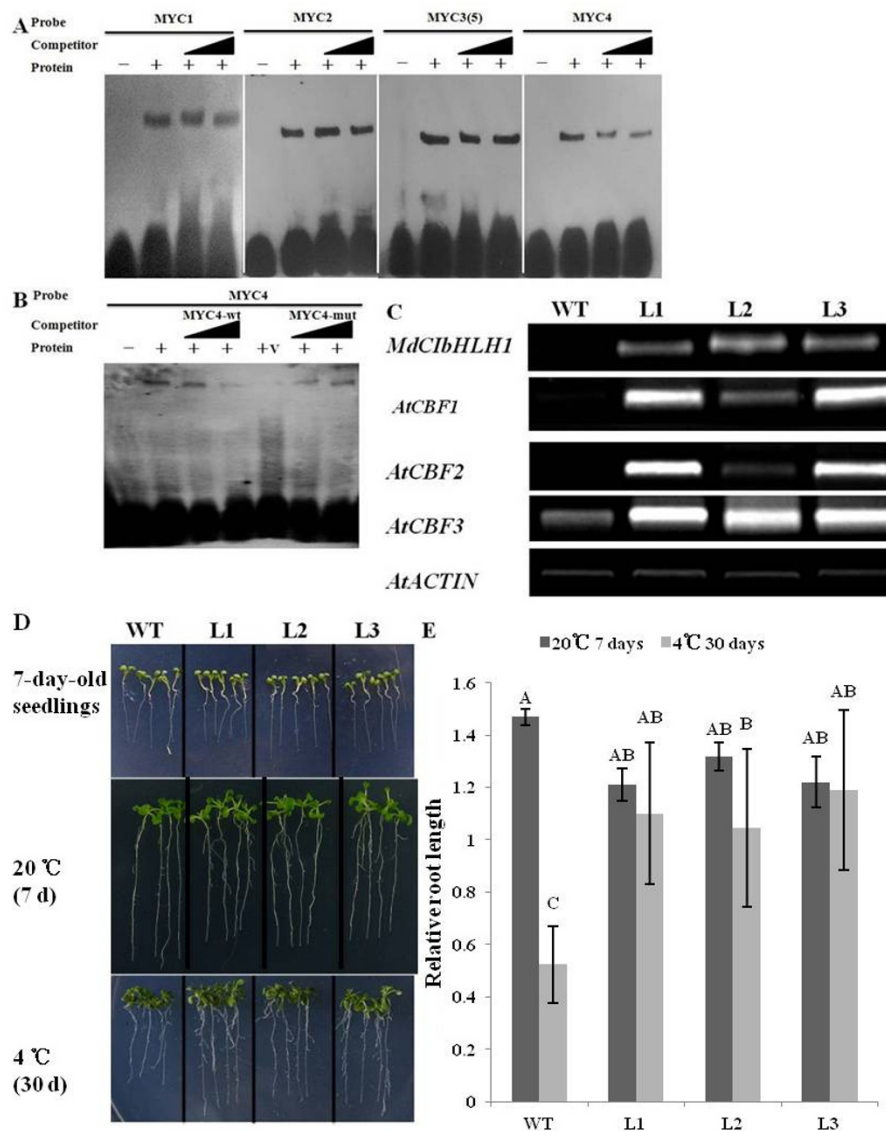 A Probe MYC1 MYC2 MYC3(5) MYC4
Competitor
Protein − + + + − + + + − + + + − + + +
B Probe MYC4
Competitor MYC4-wt MYC4-mut
Protein − + + + +v + +
C WT L1 L2 L3
MdCIbHLH1
AtCBF1
AtCBF2
AtCBF3
AtACTIN
D WT L1 L2 L3
7-day-old
seedlings
20 ℃
(7 d)
4 ℃
(30 d)
E
20℃ 7 days 4℃ 30 days
Relative root length
1.6
1.4
1.2
1
0.8
0.6
0.4
0.2
0
A C AB AB AB B AB AB
WT L1 L2 L3